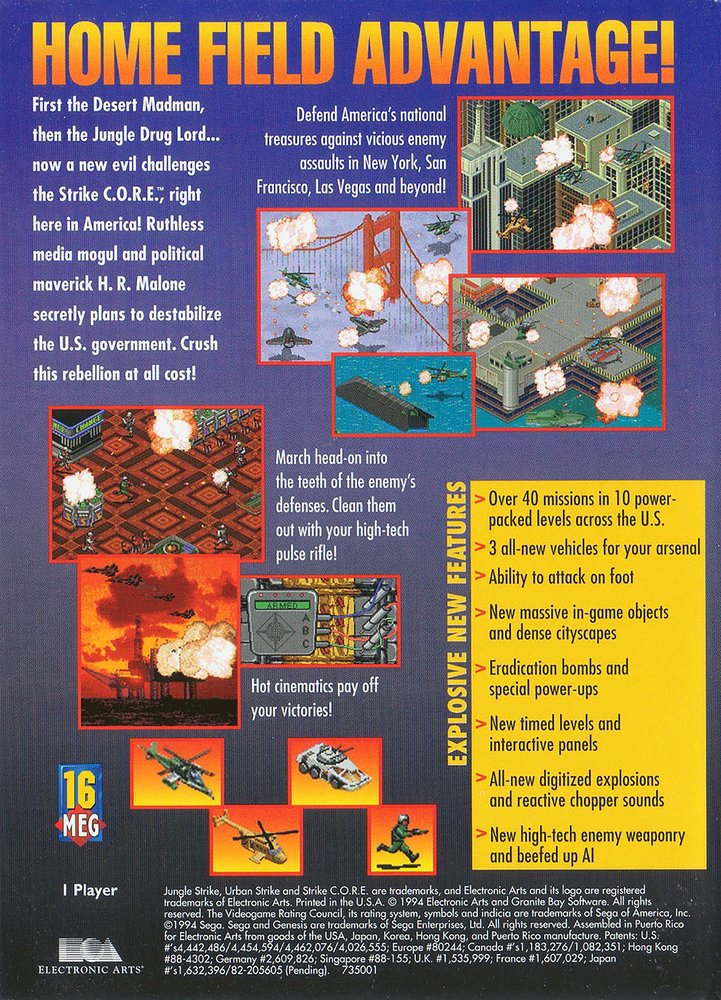 HOME FIELD ADVANTAGE!
First the Desert Madman,
then the Jungle Drug Lord...
now a new evil challenges
the Strike C.O.R.E.™, right
here in America! Ruthless
media mogul and political
maverick H. R. Malone
secretly plans to destabilize
the U.S. government. Crush
this rebellion at all cost!
Defend America's national
treasures against vicious enemy
assaults in New York, San
Francisco, Las Vegas and beyond!
CHANGE
March head-on into
the teeth of the enemy's
defenses. Clean them
out with your high-tech
pulse rifle!
ARMED
A
B
C
Hot cinematics pay off
your victories!
EXPLOSIVE NEW FEATURES
> Over 40 missions in 10 power-
packed levels across the U.S.
> 3 all-new vehicles for your arsenal
> Ability to attack on foot
> New massive in-game objects
and dense cityscapes
> Eradication bombs and
special power-ups
> New timed levels and
interactive panels
> All-new digitized explosions
and reactive chopper sounds
> New high-tech enemy weaponry
and beefed up AI
16
MEG
1 Player
EA
ELECTRONIC ARTS®
Jungle Strike, Urban Strike and Strike C.O.R.E. are trademarks, and Electronic Arts and its logo are registered
trademarks of Electronic Arts. Printed in the U.S.A. © 1994 Electronic Arts and Granite Bay Software. All rights
reserved. The Videogame Rating Council, its rating system, symbols and indicia are trademarks of Sega of America, Inc.
©1994 Sega. Sega and Genesis are trademarks of Sega Enterprises, Ltd. All rights reserved. Assembled in Puerto Rico
for Electronic Arts from goods of the USA, Japan, Korea, Hong Kong, and Puerto Rico manufacture. Patents: U.S.
#'s4,442,486/4,454,594/4,462,076/4,026,555; Europe #80244; Canada #'s1,183,276/1,082,351; Hong Kong
#88-4302; Germany #2,609,826; Singapore #88-155; U.K. #1,535,999; France #1,607,029; Japan
#'s1,632,396/82-205605 (Pending). 735001